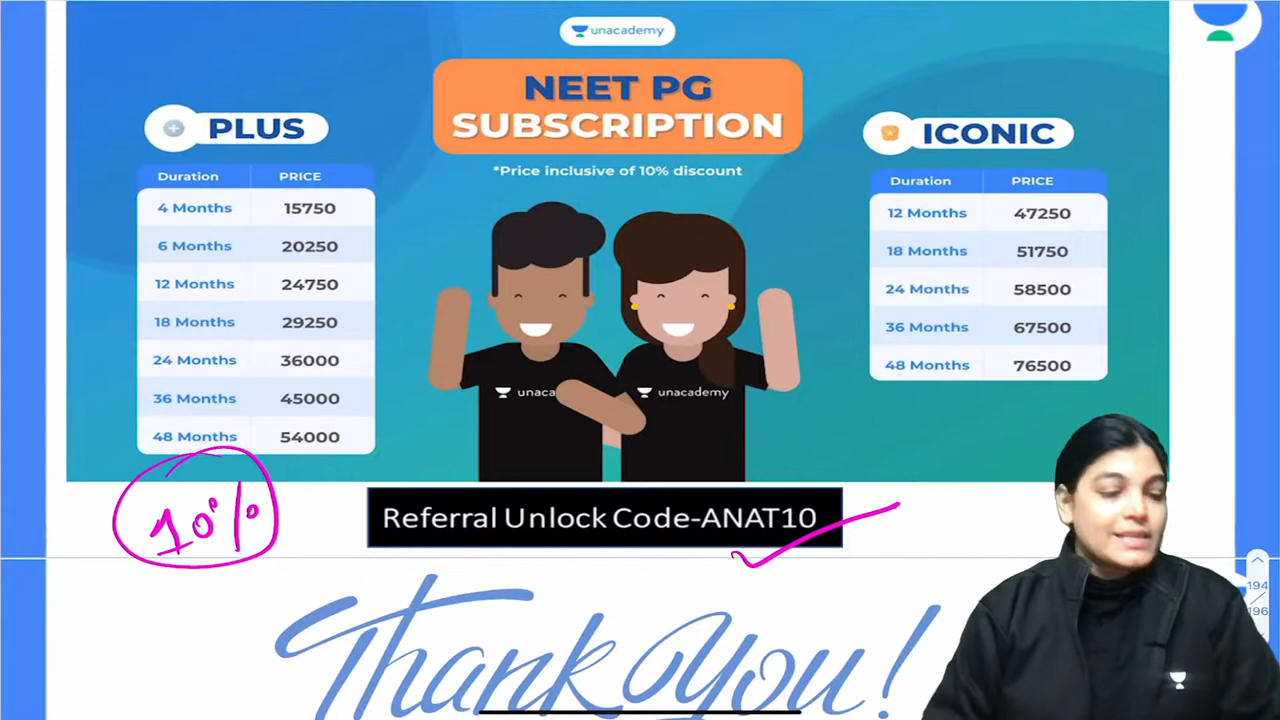 unacademy
NEET PG
SUBSCRIPTION
*Price inclusive of 10% discount
PLUS
Duration PRICE
4 Months 15750
6 Months 20250
12 Months 24750
18 Months 29250
24 Months 36000
36 Months 45000
48 Months 54000
ICONIC
Duration PRICE
12 Months 47250
18 Months 51750
24 Months 58500
36 Months 67500
48 Months 76500
unaca
unacademy
10%
Referral Unlock Code-ANAT10
Thank You!
194
196